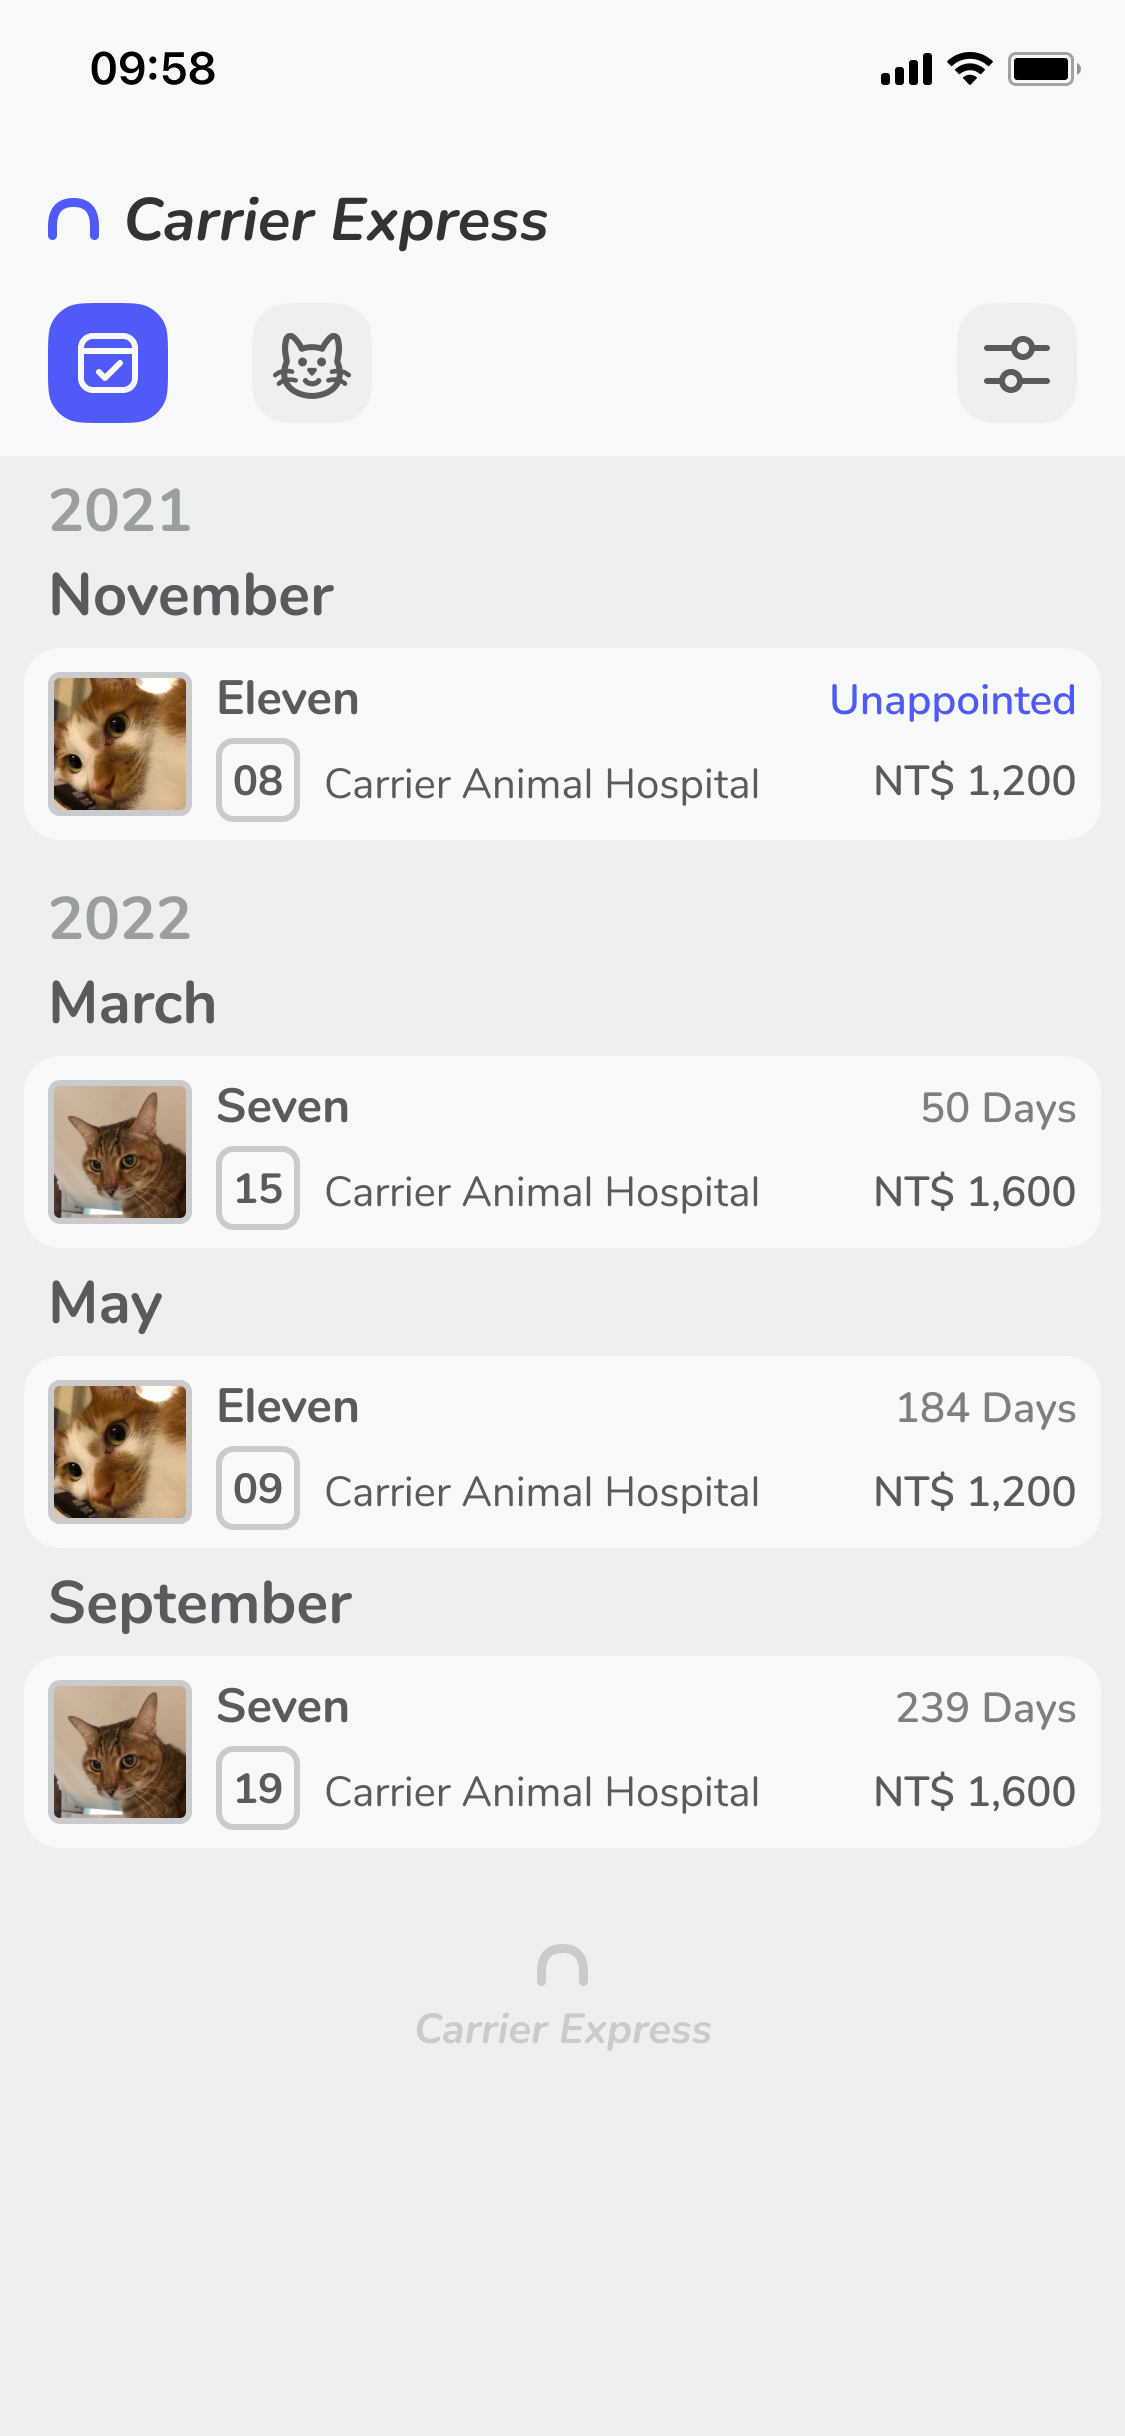 09:58
Carrier Express
2021
November
Eleven
Unappointed
08 Carrier Animal Hospital NT$ 1,200
2022
March
Seven
50 Days
15 Carrier Animal Hospital NT$ 1,600
May
Eleven
184 Days
09 Carrier Animal Hospital NT$ 1,200
September
Seven
239 Days
19 Carrier Animal Hospital NT$ 1,600
Carrier Express